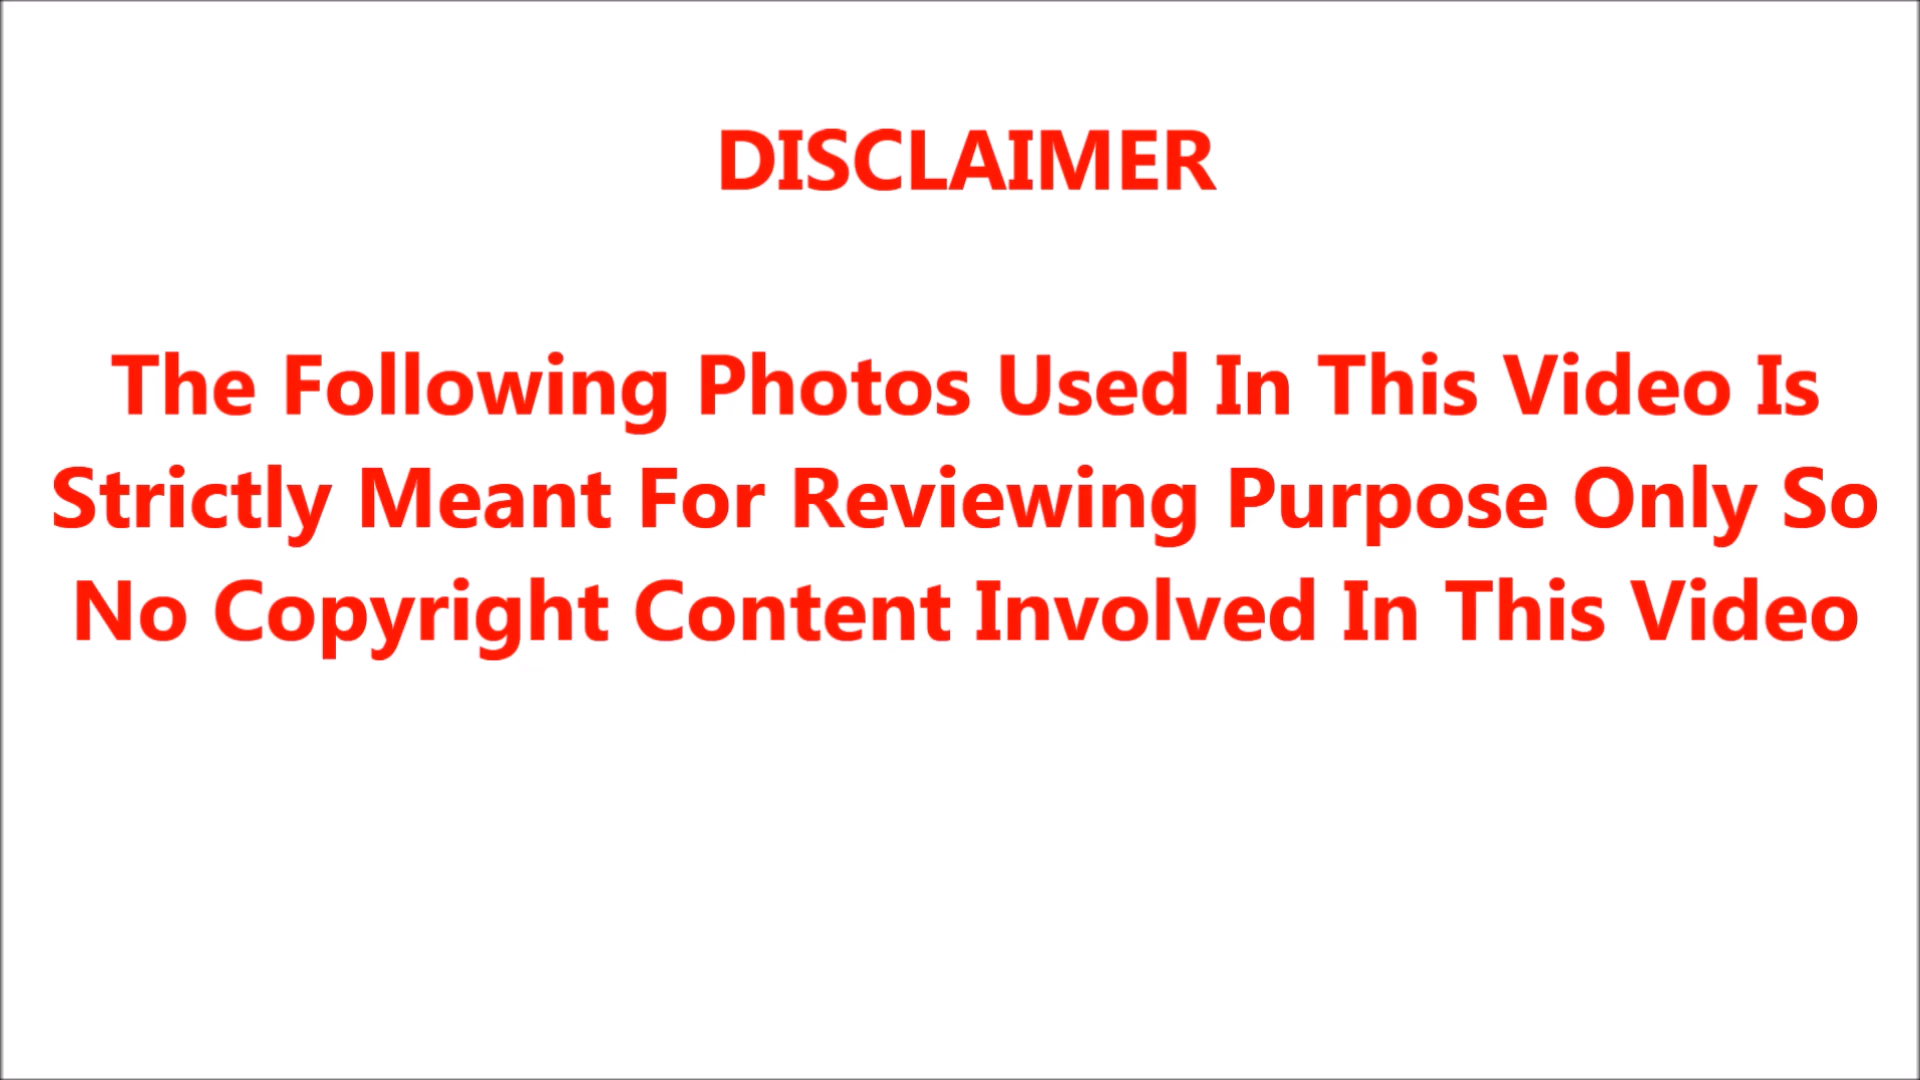 DISCLAIMER
The Following Photos Used In This Video Is
Strictly Meant For Reviewing Purpose Only So
No Copyright Content Involved In This Video